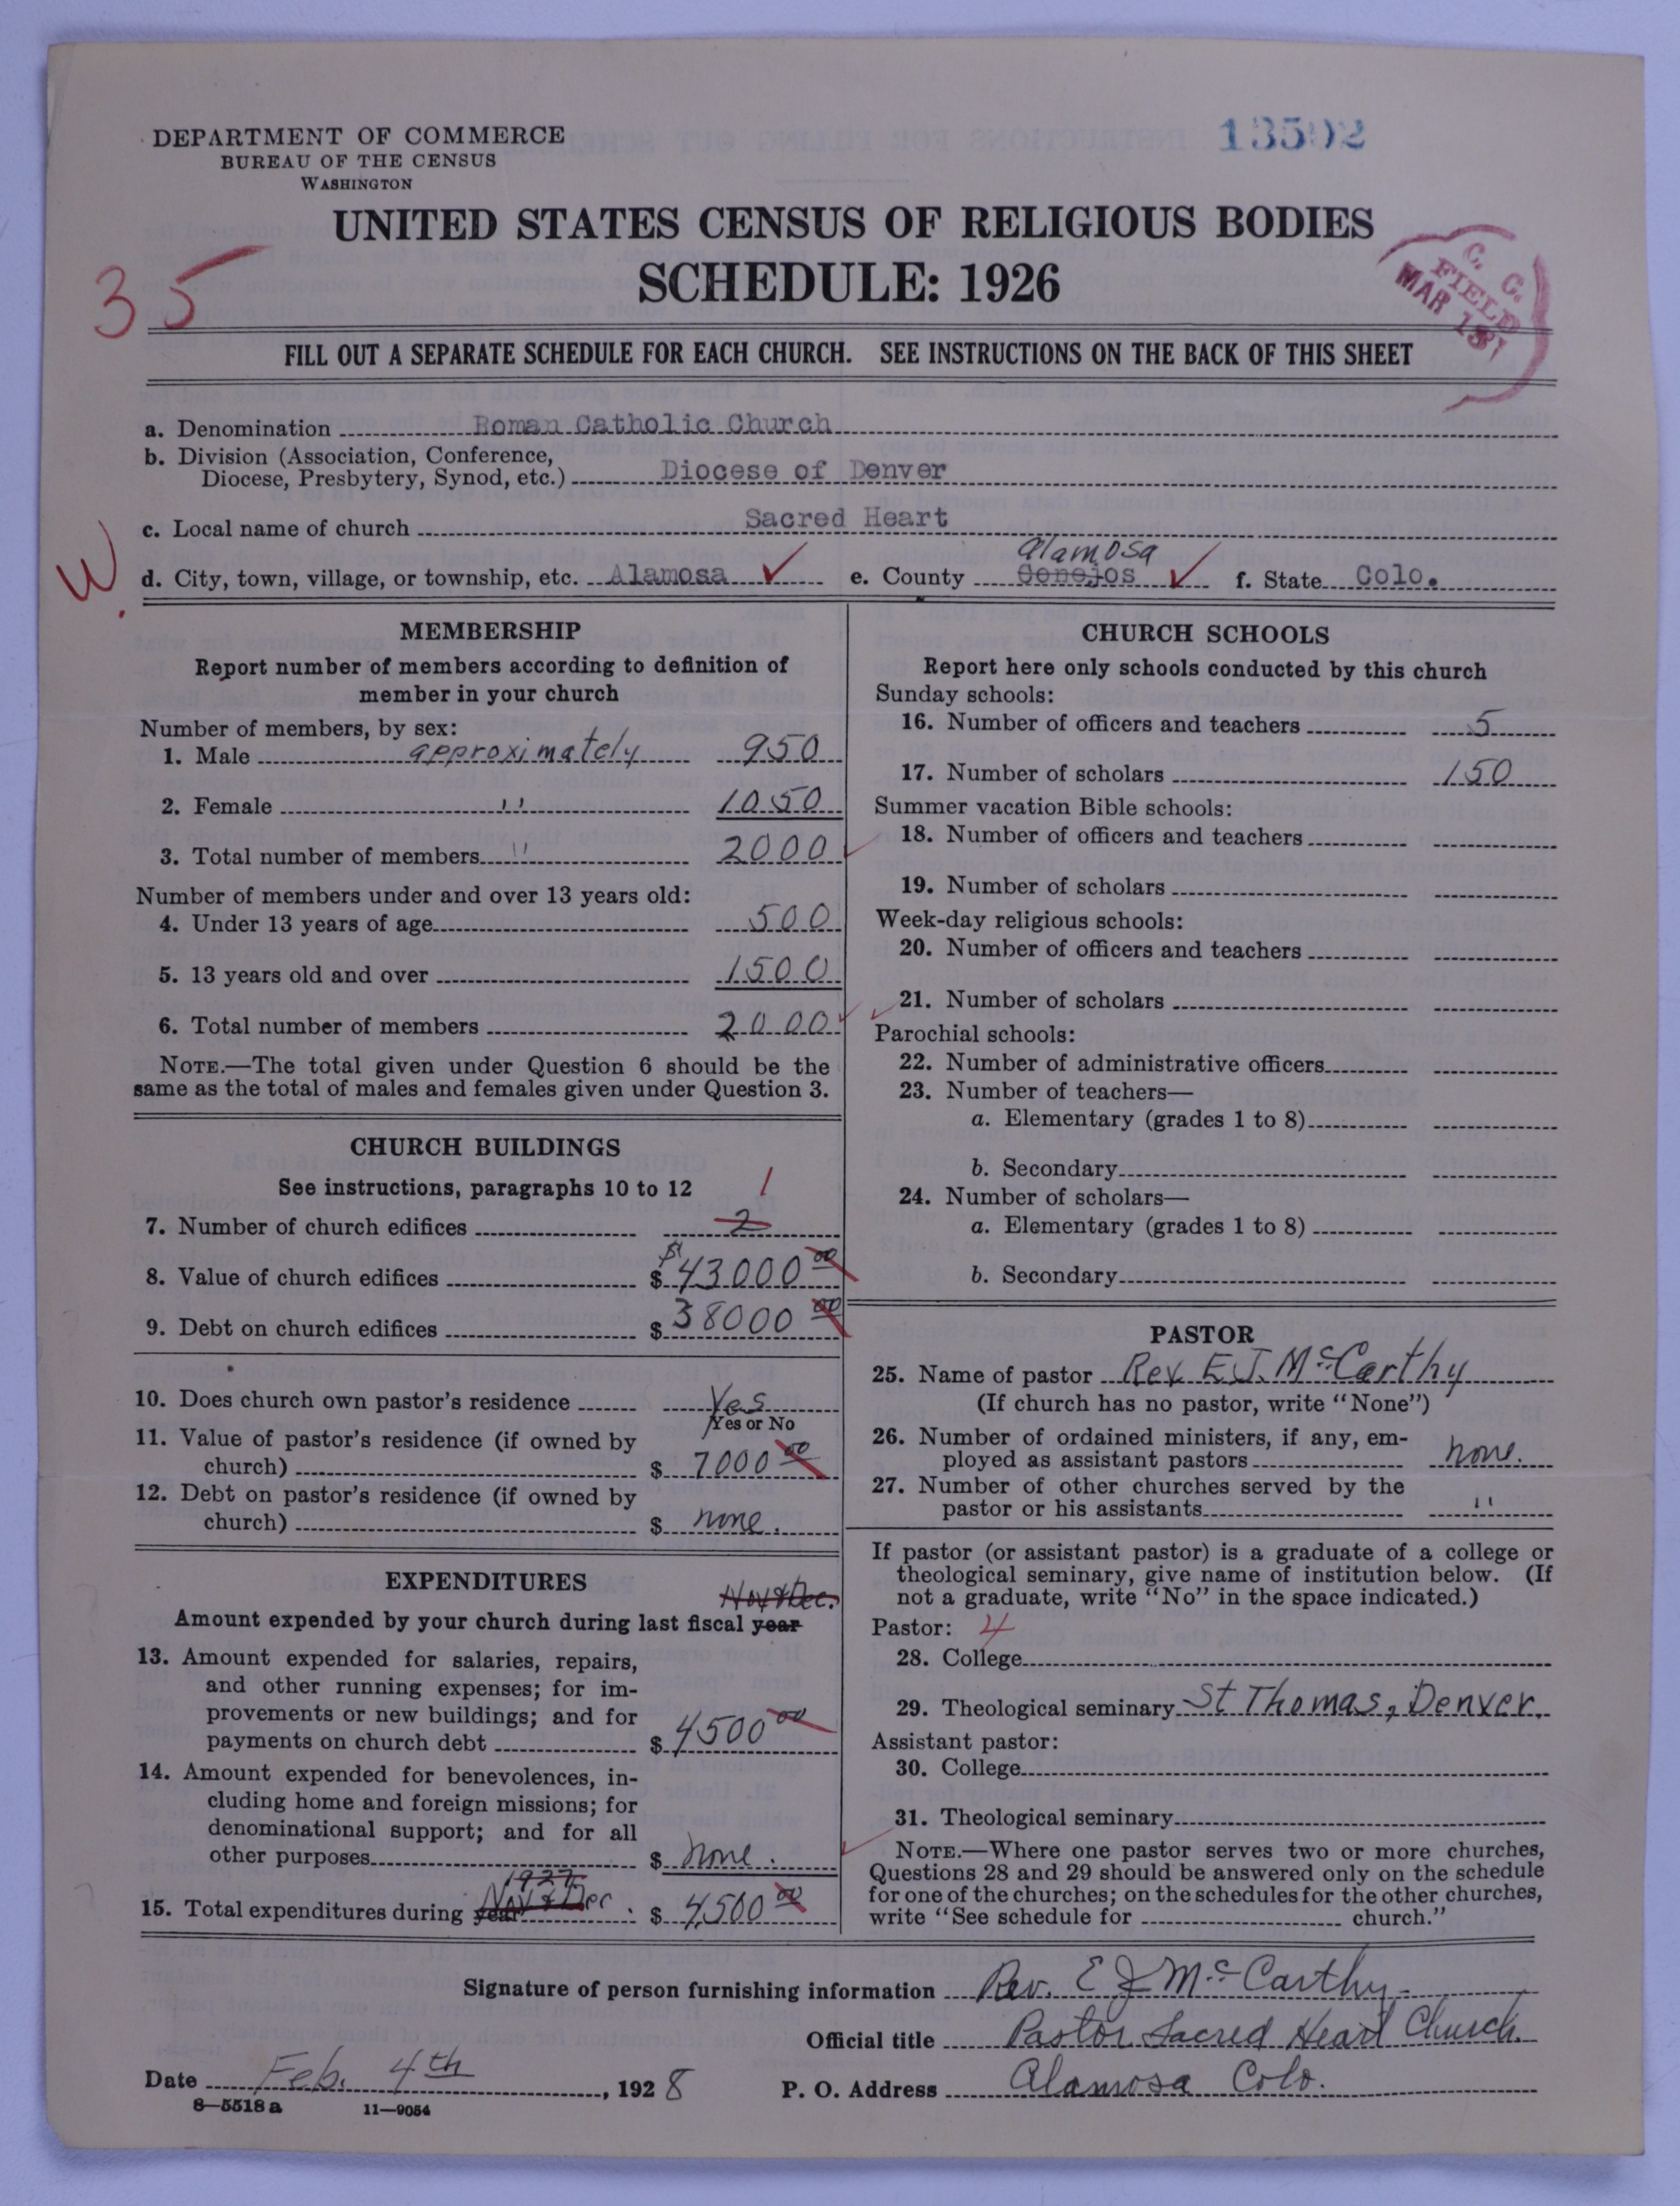 DEPARTMENT OF COMMERCE
BUREAU OF THE CENSUS
WASHINGTON
13502
UNITED STATES CENSUS OF RELIGIOUS BODIES
SCHEDULE: 1926
35
C. C.
FIELD
MAR
FILL OUT A SEPARATE SCHEDULE FOR EACH CHURCH. SEE INSTRUCTIONS ON THE BACK OF THIS SHEET
a. Denomination Roman Catholic Church
b. Division (Association, Conference,
Diocese, Presbytery, Synod, etc.) Diocese of Denver
c. Local name of church Sacred Heart
W.
Alamosa
d. City, town, village, or township, etc. Alamosa e. County Conejos f. State Colo.
MEMBERSHIP
Report number of members according to definition of
member in your church
Number of members, by sex:
1. Male approximately 950
2. Female " 1050
3. Total number of members " 2000
Number of members under and over 13 years old:
4. Under 13 years of age 500
5. 13 years old and over 1500
6. Total number of members 2000
NOTE.—The total given under Question 6 should be the
same as the total of males and females given under Question 3.
CHURCH BUILDINGS
See instructions, paragraphs 10 to 12 1
7. Number of church edifices 2
8. Value of church edifices $ $43000 00
9. Debt on church edifices $ 38000 00
10. Does church own pastor's residence Yes
Yes or No
11. Value of pastor's residence (if owned by
church) $ 7000 00
12. Debt on pastor's residence (if owned by
church) $ none.
EXPENDITURES
Nov & Dec.
Amount expended by your church during last fiscal year
13. Amount expended for salaries, repairs,
and other running expenses; for im-
provements or new buildings; and for
payments on church debt $ 4500 00
14. Amount expended for benevolences, in-
cluding home and foreign missions; for
denominational support; and for all
other purposes $ none.
1927
Nov & Dec.
15. Total expenditures during year $ 4500 00
CHURCH SCHOOLS
Report here only schools conducted by this church
Sunday schools:
16. Number of officers and teachers 5
17. Number of scholars 150
Summer vacation Bible schools:
18. Number of officers and teachers
19. Number of scholars
Week-day religious schools:
20. Number of officers and teachers
21. Number of scholars
Parochial schools:
22. Number of administrative officers
23. Number of teachers—
a. Elementary (grades 1 to 8)
b. Secondary
24. Number of scholars—
a. Elementary (grades 1 to 8)
b. Secondary
PASTOR
25. Name of pastor Rev. E J. McCarthy
(If church has no pastor, write "None")
26. Number of ordained ministers, if any, em-
ployed as assistant pastors none.
27. Number of other churches served by the
pastor or his assistants "
If pastor (or assistant pastor) is a graduate of a college or
theological seminary, give name of institution below. (If
not a graduate, write "No" in the space indicated.)
Pastor: 4
28. College
29. Theological seminary St Thomas, Denver.
Assistant pastor:
30. College
31. Theological seminary
NOTE.—Where one pastor serves two or more churches,
Questions 28 and 29 should be answered only on the schedule
for one of the churches; on the schedules for the other churches,
write "See schedule for church."
Signature of person furnishing information Rev. E J McCarthy
Official title Pastor Sacred Heart Church
Date Feb. 4th, 1928 P. O. Address Alamosa Colo.
8—5518a 11—9054